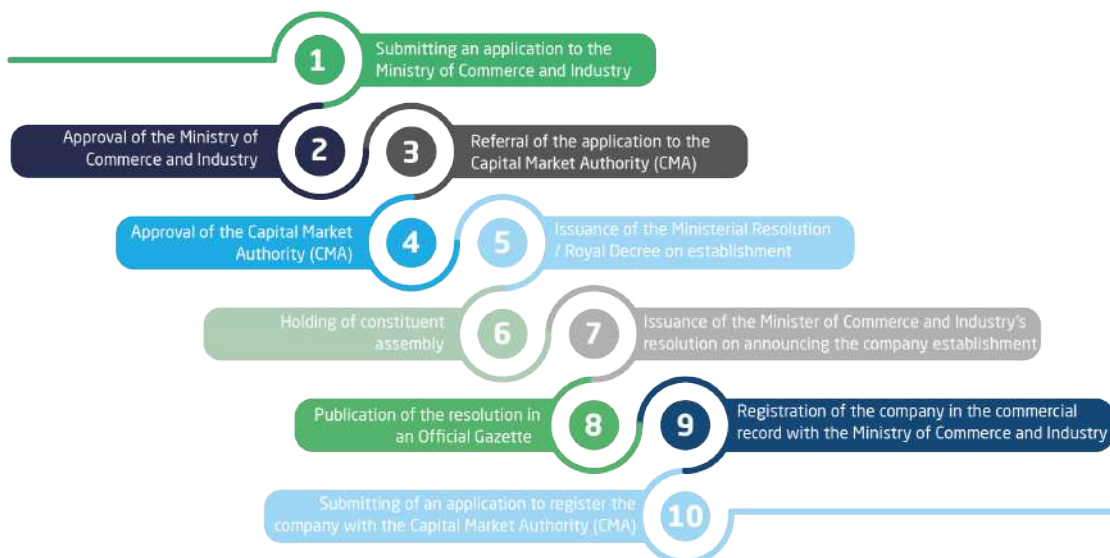 1
Submitting an application to the
Ministry of Commerce and Industry
Approval of the Ministry of
Commerce and Industry
2
3
Referral of the application to the
Capital Market Authority (CMA)
Approval of the Capital Market
Authority (CMA)
4
5
Issuance of the Ministerial Resolution
/ Royal Decree on establishment
Holding of constituent
assembly
6
7
Issuance of the Minister of Commerce and Industry's
resolution on announcing the company establishment
Publication of the resolution in
an Official Gazette
8
9
Registration of the company in the commercial
record with the Ministry of Commerce and Industry
Submitting of an application to register the
company with the Capital Market Authority (CMA)
10